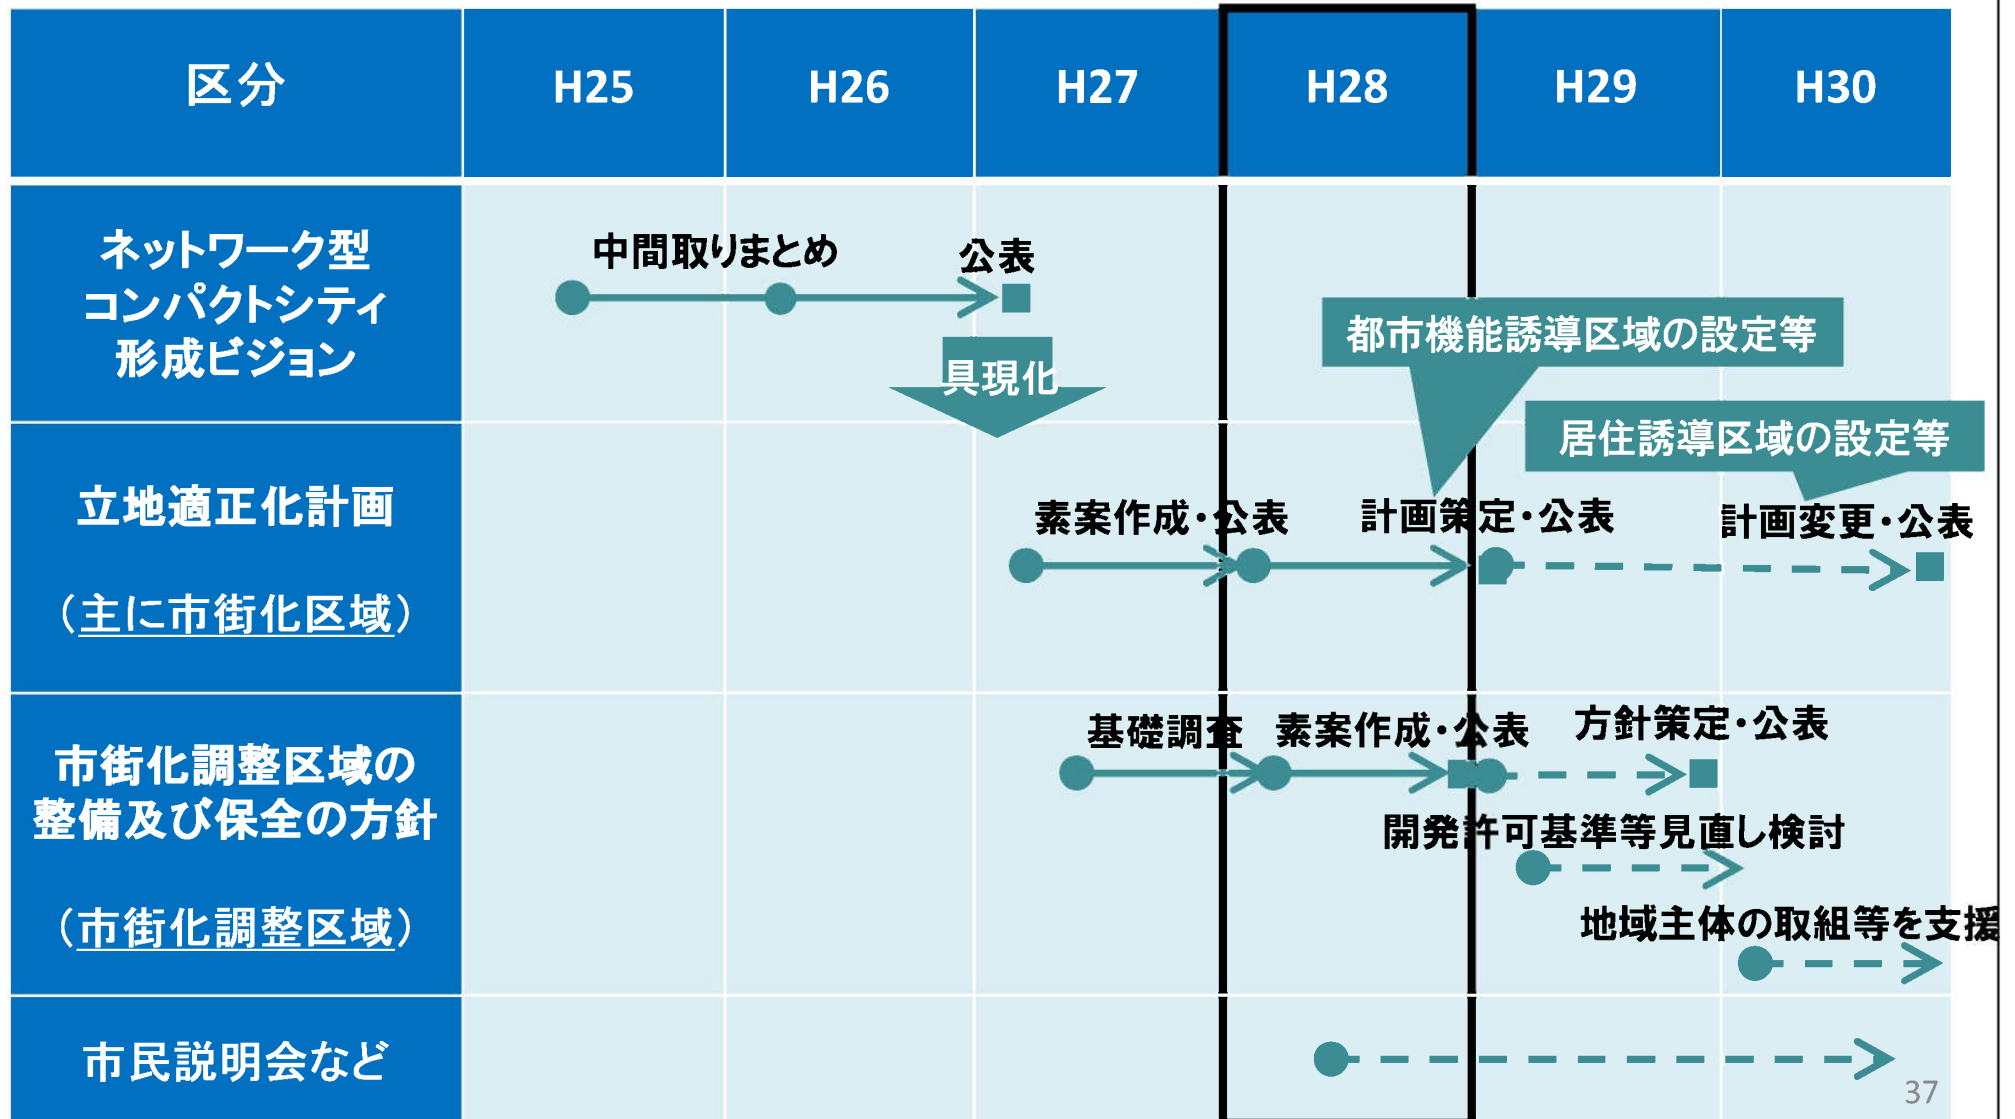 区分
H25
H26
H27
H28
H29
H30
ネットワーク型
コンパクトシティ
形成ビジョン
中間取りまとめ
公表
具現化
都市機能誘導区域の設定等
居住誘導区域の設定等
立地適正化計画
（主に市街化区域）
素案作成・公表
計画策定・公表
計画変更・公表
市街化調整区域の
整備及び保全の方針
（市街化調整区域）
基礎調査
素案作成・公表
方針策定・公表
開発許可基準等見直し検討
地域主体の取組等を支援
市民説明会など
37